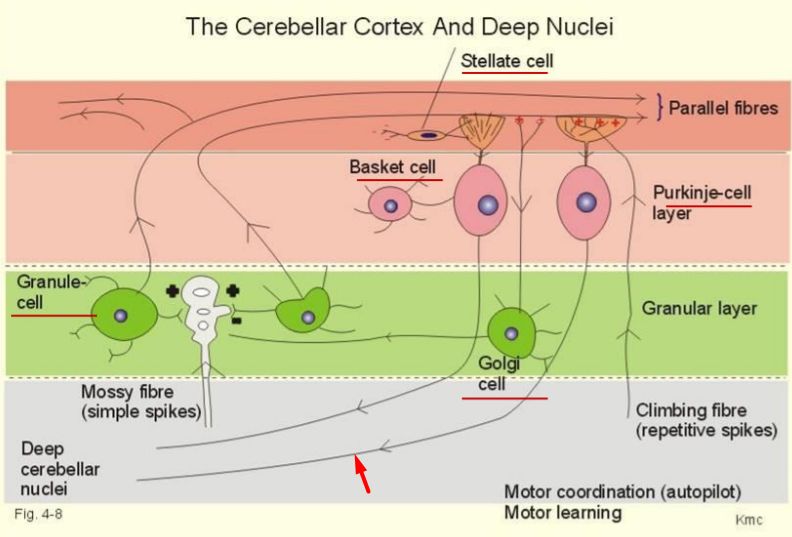 The Cerebellar Cortex And Deep Nuclei
Stellate cell
Parallel fibres
Basket cell
Purkinje-cell
layer
Granule-
cell
Granular layer
Golgi
cell
Mossy fibre
(simple spikes)
Climbing fibre
(repetitive spikes)
Deep
cerebellar
nuclei
Motor coordination (autopilot)
Motor learning
Fig. 4-8
Kmc